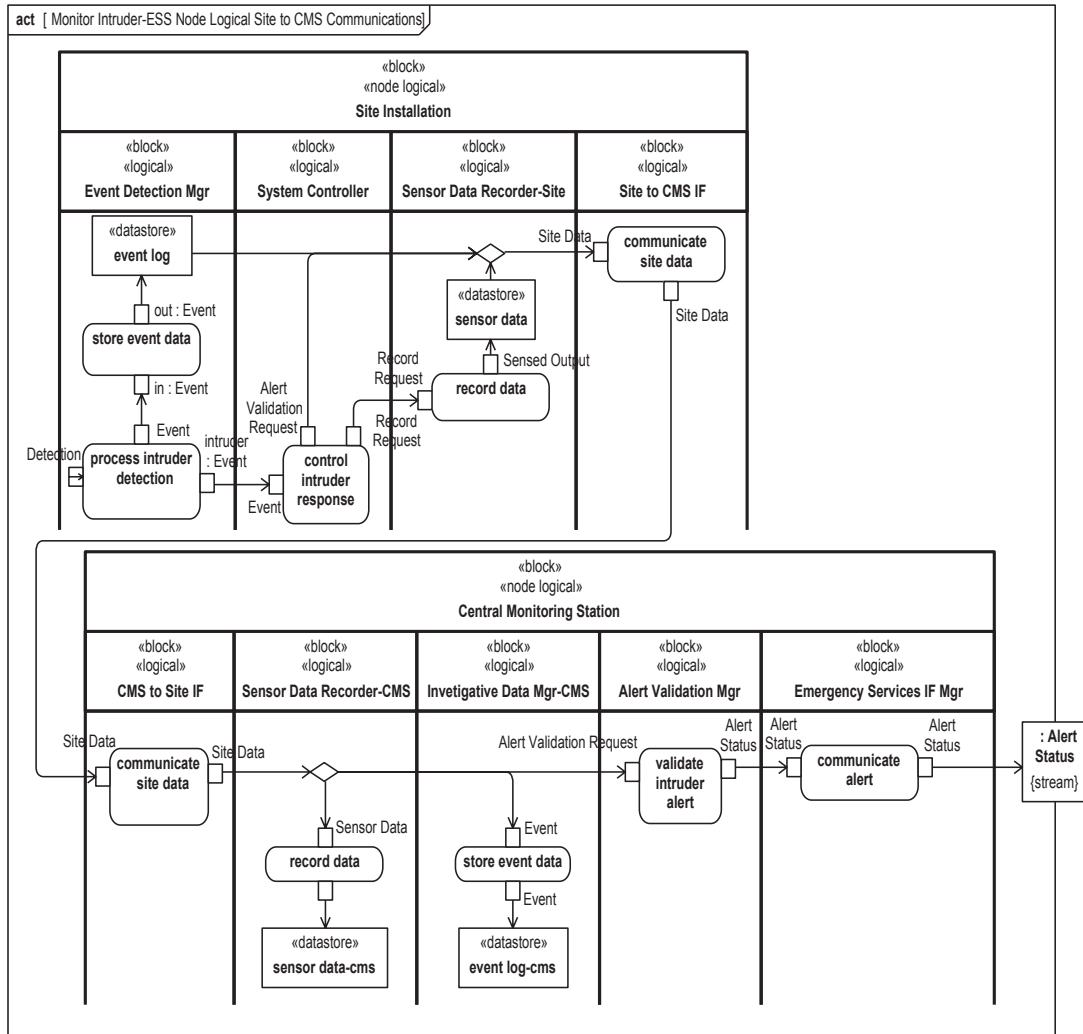 act [ Monitor Intruder-ESS Node Logical Site to CMS Communications]
«block»
«node logical»
Site Installation
«block»
«logical»
Event Detection Mgr
«block»
«logical»
System Controller
«block»
«logical»
Sensor Data Recorder-Site
«block»
«logical»
Site to CMS IF
«datastore»
event log
out : Event
store event data
in : Event
Event
Detection
process intruder
detection
intruder
: Event
Event
Alert
Validation
Request
control
intruder
response
Record
Request
Record
Request
«datastore»
sensor data
Sensed Output
record data
Site Data
communicate
site data
Site Data
«block»
«node logical»
Central Monitoring Station
«block»
«logical»
CMS to Site IF
«block»
«logical»
Sensor Data Recorder-CMS
«block»
«logical»
Invetigative Data Mgr-CMS
«block»
«logical»
Alert Validation Mgr
«block»
«logical»
Emergency Services IF Mgr
Site Data
communicate
site data
Site Data
Sensor Data
record data
«datastore»
sensor data-cms
Event
store event data
Event
«datastore»
event log-cms
Alert Validation Request
validate
intruder
alert
Alert
Status
Alert
Status
communicate
alert
Alert
Status
: Alert
Status
{stream}